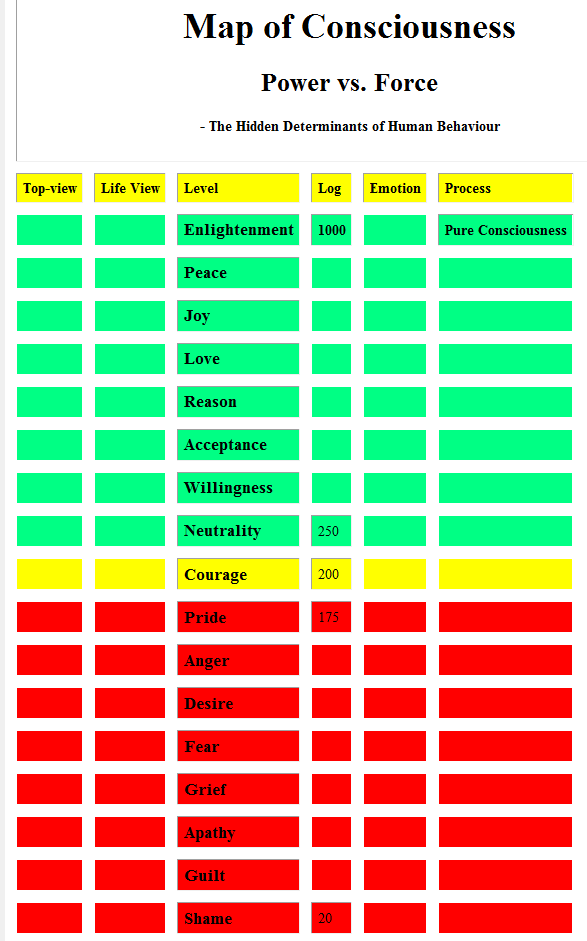 Map of Consciousness
Power vs. Force
- The Hidden Determinants of Human Behaviour
Top-view Life View Level Log Emotion Process
Enlightenment 1000 Pure Consciousness
Peace
Joy
Love
Reason
Acceptance
Willingness
Neutrality 250
Courage 200
Pride 175
Anger
Desire
Fear
Grief
Apathy
Guilt
Shame 20